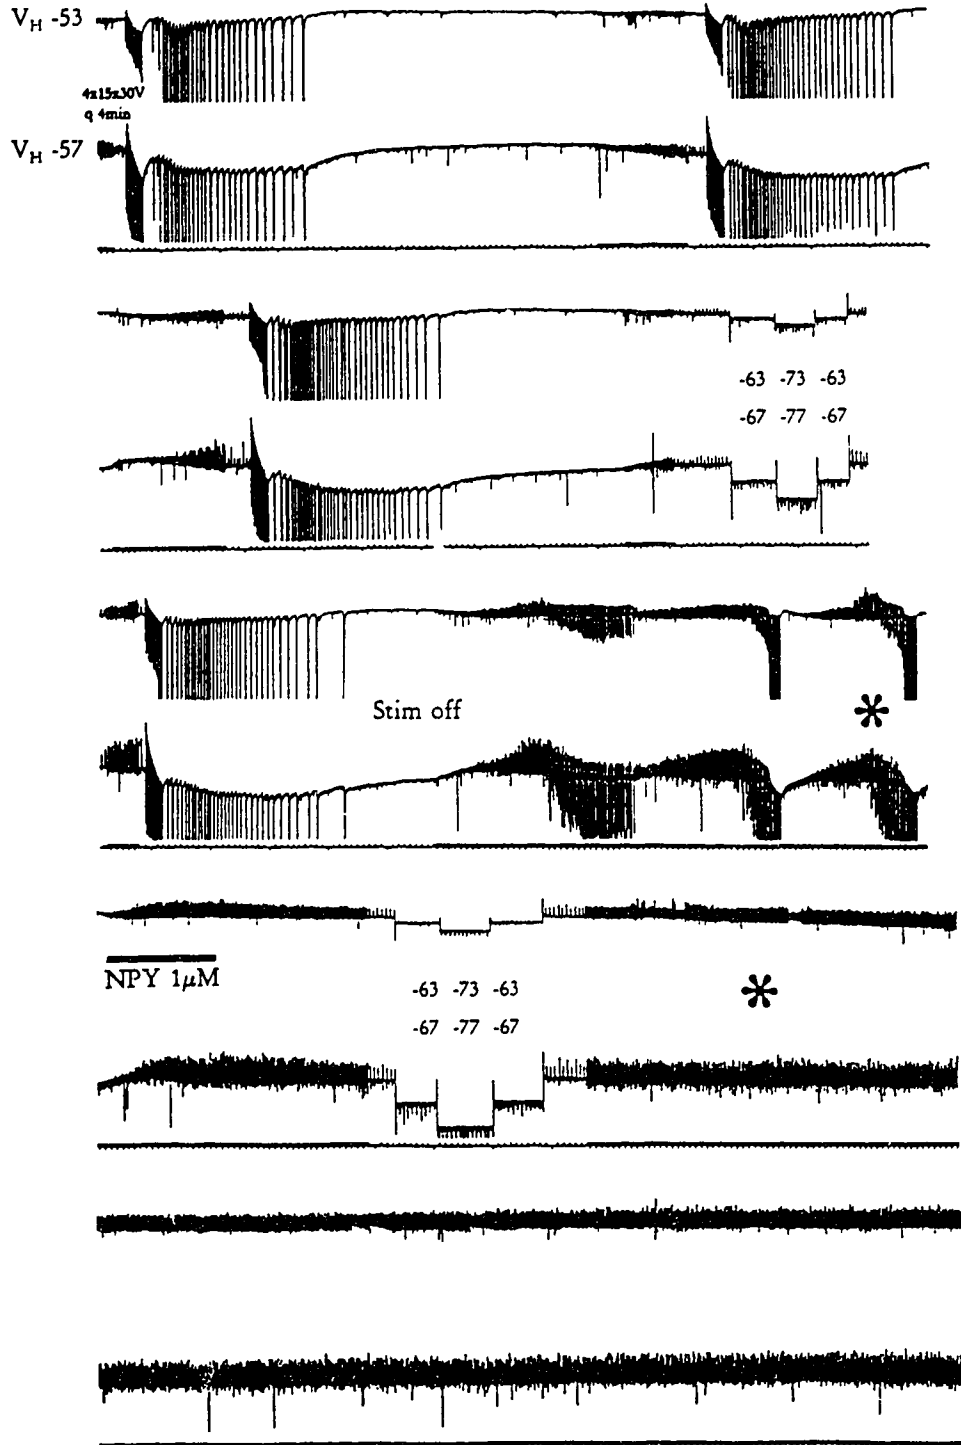 V_H -53
4x15x30V
q 4min
V_H -57
-63 -73 -63
-67 -77 -67
Stim off
*
NPY 1μM
-63 -73 -63
*
-67 -77 -67